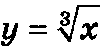 y = ∛x